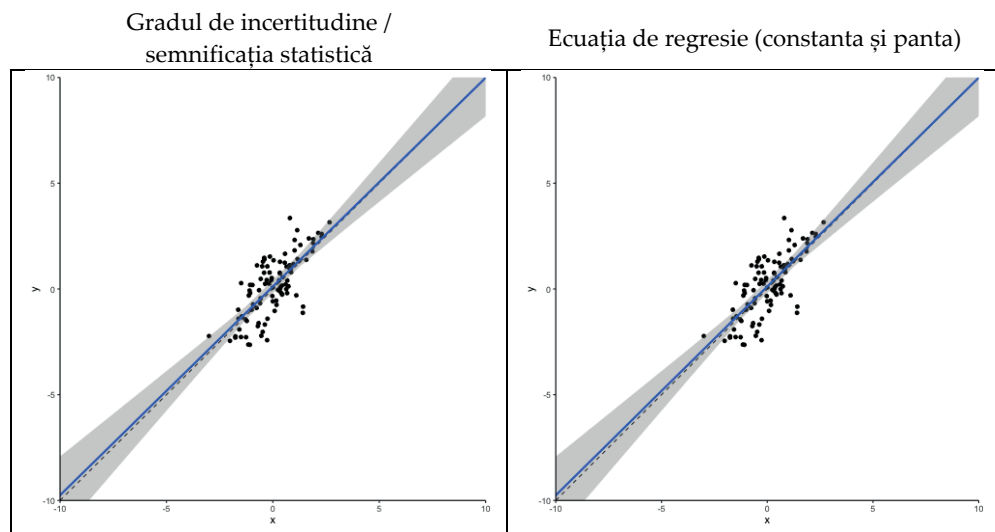 Gradul de incertitudine /
semnificația statistică
Ecuația de regresie (constanta și panta)
10
5
y
0
-5
-10
-10
-5
0
5
10
x
10
5
y
0
-5
-10
-10
-5
0
5
10
x